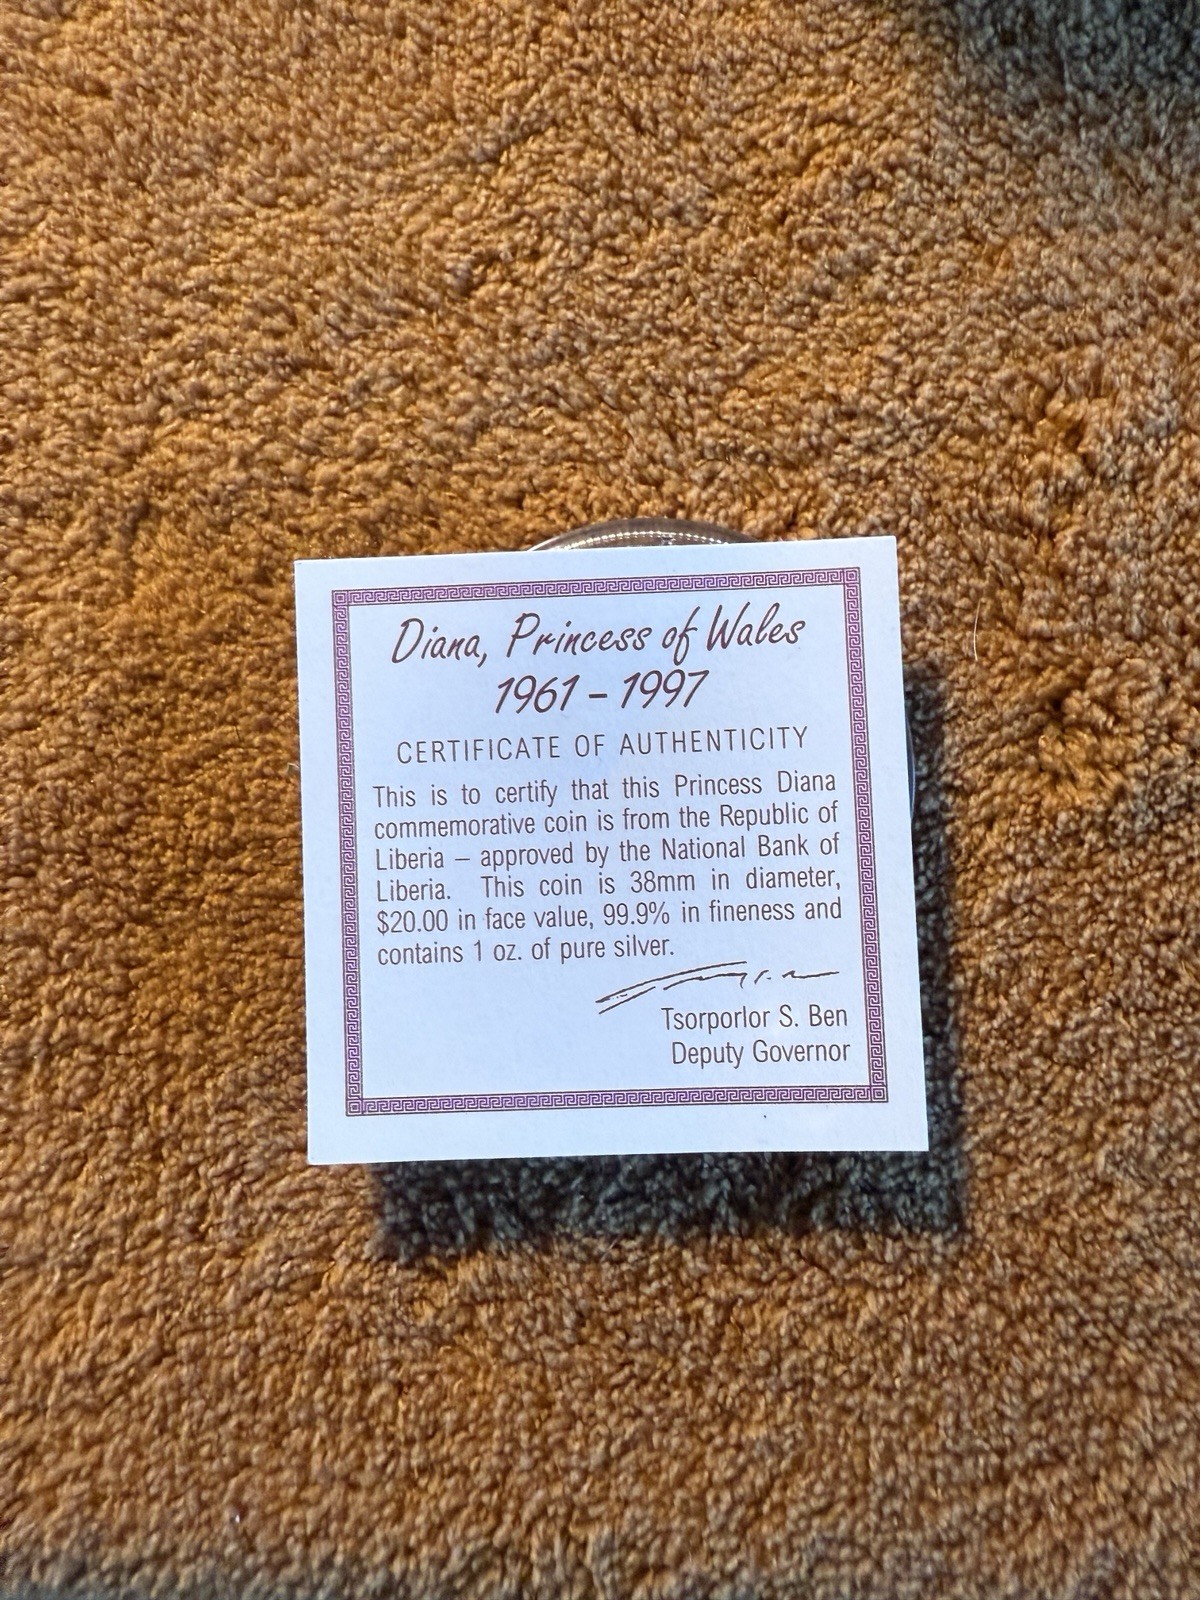 Diana, Princess of Wales
1961 – 1997
CERTIFICATE OF AUTHENTICITY
This is to certify that this Princess Diana
commemorative coin is from the Republic of
Liberia – approved by the National Bank of
Liberia. This coin is 38mm in diameter,
$20.00 in face value, 99.9% in fineness and
contains 1 oz. of pure silver.
Tsorporlor S. Ben
Deputy Governor